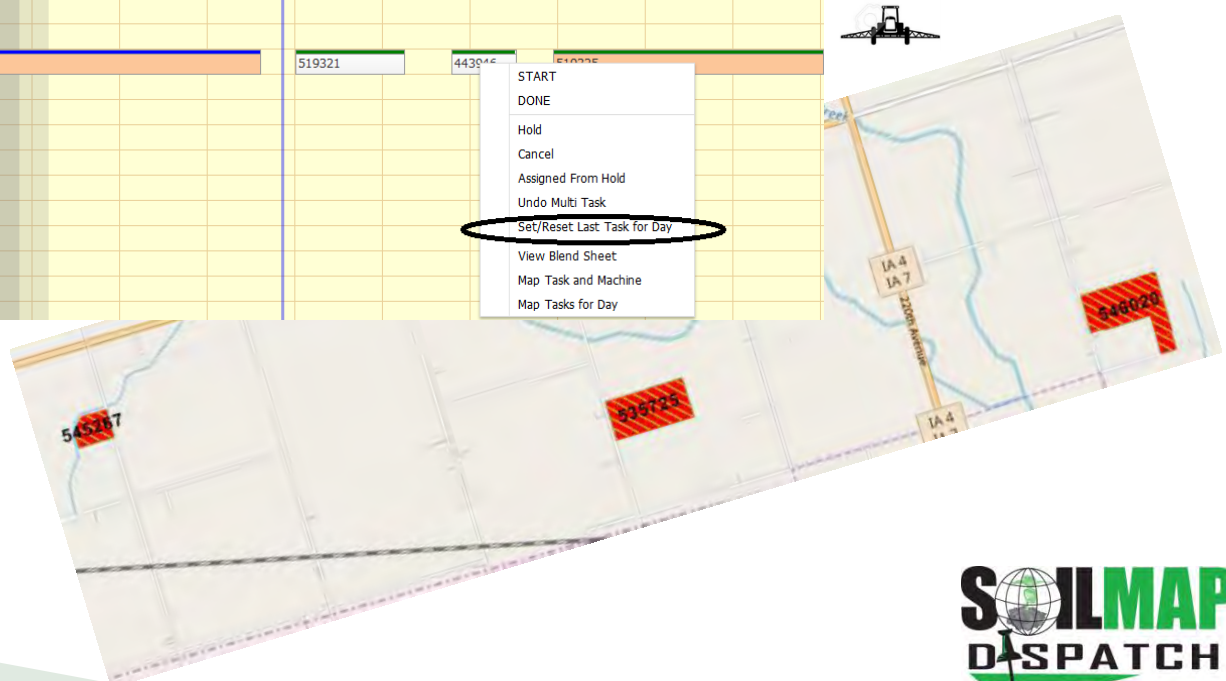 519321
START
DONE
Hold
Cancel
Assigned From Hold
Undo Multi Task
Set/Reset Last Task for Day
View Blend Sheet
Map Task and Machine
Map Tasks for Day
IA 4
IA 7
220th Avenue
546020
535725
545267
IA 4
SOILMAP
DISPATCH